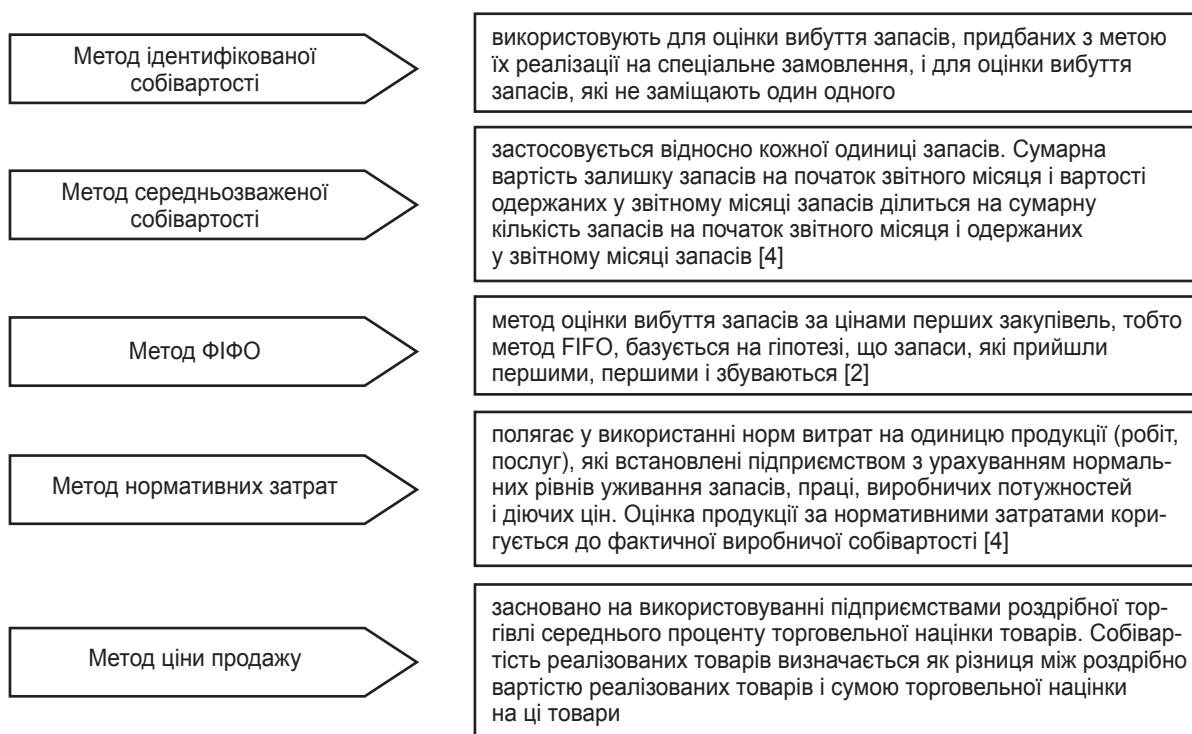 Метод ідентифікованої
собівартості
використовують для оцінки вибуття запасів, придбаних з метою
їх реалізації на спеціальне замовлення, і для оцінки вибуття
запасів, які не заміщають один одного
Метод середньозваженої
собівартості
застосовується відносно кожної одиниці запасів. Сумарна
вартість залишку запасів на початок звітного місяця і вартості
одержаних у звітному місяці запасів ділиться на сумарну
кількість запасів на початок звітного місяця і одержаних
у звітному місяці запасів [4]
Метод ФІФО
метод оцінки вибуття запасів за цінами перших закупівель, тобто
метод FIFO, базується на гіпотезі, що запаси, які прийшли
першими, першими і збуваються [2]
Метод нормативних затрат
полягає у використанні норм витрат на одиницю продукції (робіт,
послуг), які встановлені підприємством з урахуванням нормаль-
них рівнів уживання запасів, праці, виробничих потужностей
і діючих цін. Оцінка продукції за нормативними затратами кори-
гується до фактичної виробничої собівартості [4]
Метод ціни продажу
засновано на використовуванні підприємствами роздрібної тор-
гівлі середнього проценту торговельної націнки товарів. Собівар-
тість реалізованих товарів визначається як різниця між роздрібно
вартістю реалізованих товарів і сумою торговельної націнки
на ці товари